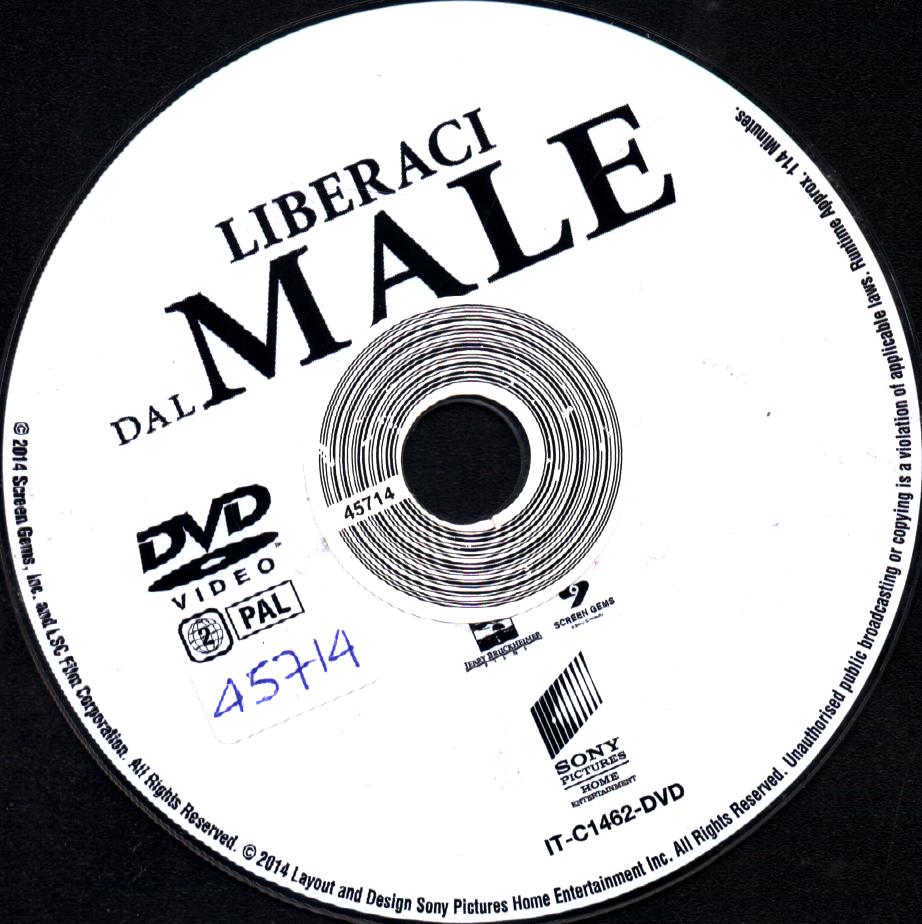 LIBERACI
DAL MALE
45714
DVD
VIDEO
2 PAL
45714
JERRY BRUCKHEIMER
FILMS
SCREEN GEMS
SONY
PICTURES
HOME
ENTERTAINMENT
IT-C1462-DVD
© 2014 Screen Gems, Inc. and LSC Film Corporation. All Rights Reserved. © 2014 Layout and Design Sony Pictures Home Entertainment Inc. All Rights Reserved. Unauthorised public broadcasting or copying is a violation of applicable laws. Runtime Approx. 114 Minutes.